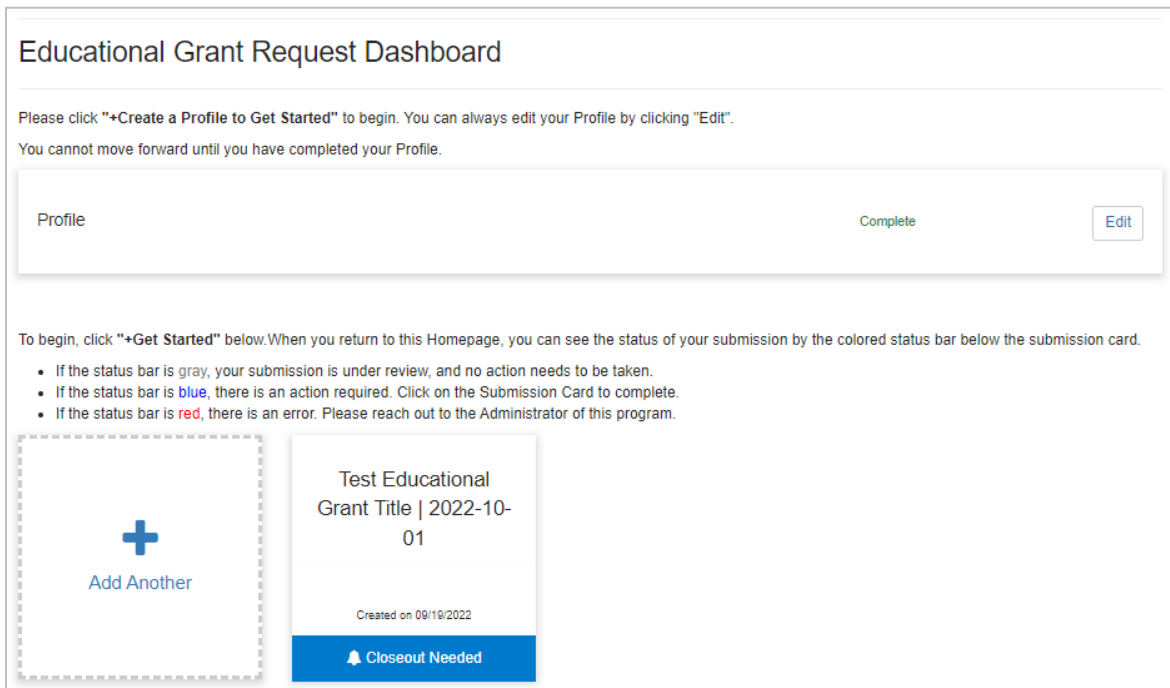 Educational Grant Request Dashboard
Please click "+Create a Profile to Get Started" to begin. You can always edit your Profile by clicking "Edit".
You cannot move forward until you have completed your Profile.
Profile
Complete
Edit
To begin, click "+Get Started" below.When you return to this Homepage, you can see the status of your submission by the colored status bar below the submission card.
• If the status bar is gray, your submission is under review, and no action needs to be taken.
• If the status bar is blue, there is an action required. Click on the Submission Card to complete.
• If the status bar is red, there is an error. Please reach out to the Administrator of this program.
Add Another
Test Educational
Grant Title | 2022-10-
01
Created on 09/19/2022
Closeout Needed